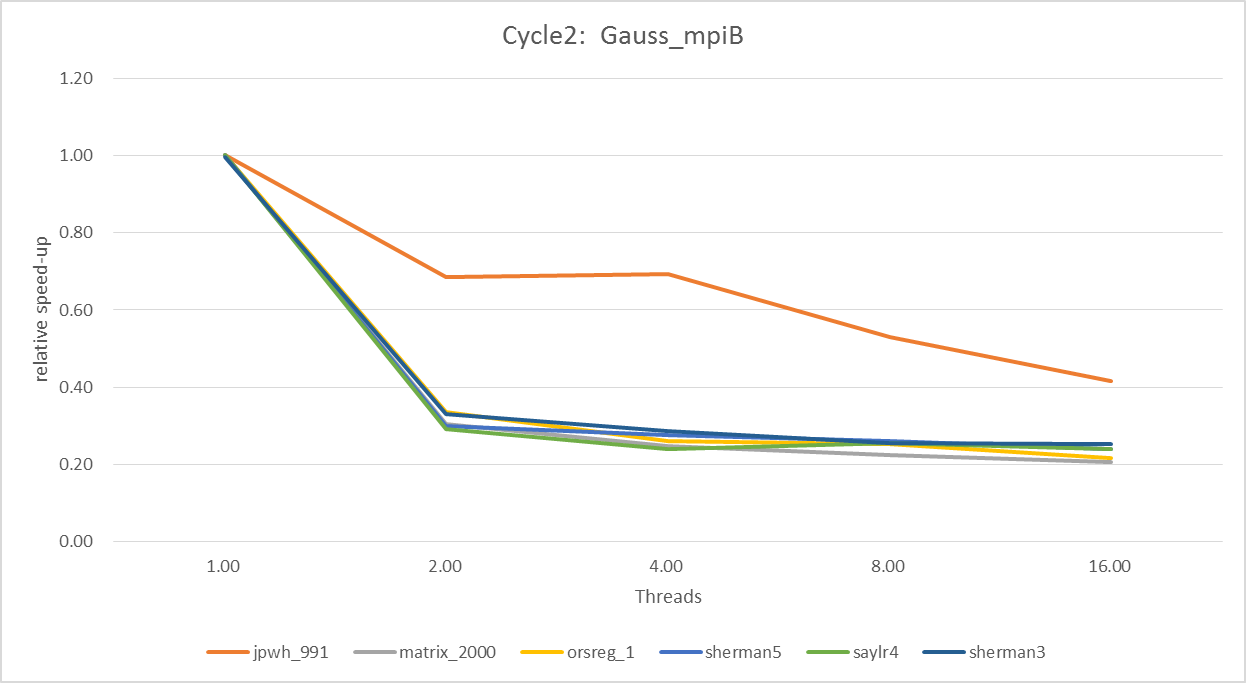 Cycle2:  Gauss_mpiB
1.20
1.00
0.80
0.60
0.40
0.20
0.00
relative speed-up
1.00 2.00 4.00 8.00 16.00
Threads
jpwh_991 matrix_2000 orsreg_1 sherman5 saylr4 sherman3